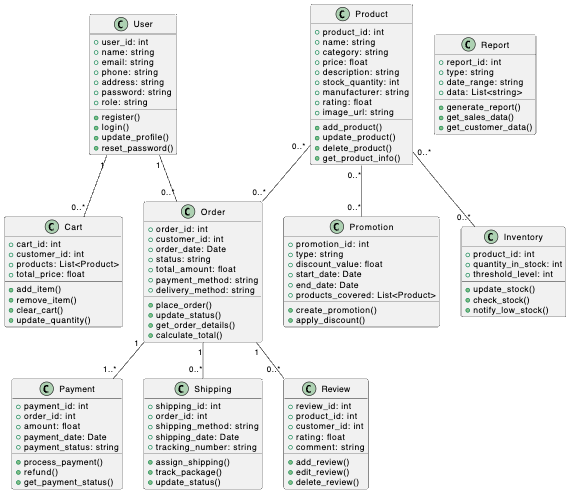 C User
user_id: int
name: string
email: string
phone: string
address: string
password: string
role: string
register()
login()
update_profile()
reset_password()
C Product
product_id: int
name: string
category: string
price: float
description: string
stock_quantity: int
manufacturer: string
rating: float
image_url: string
add_product()
update_product()
delete_product()
get_product_info()
C Report
report_id: int
type: string
date_range: string
data: List<string>
generate_report()
get_sales_data()
get_customer_data()
1
1
0..*
0..*
0..*
0..*
0..*
0..*
0..*
0..*
C Cart
cart_id: int
customer_id: int
products: List<Product>
total_price: float
add_item()
remove_item()
clear_cart()
update_quantity()
C Order
order_id: int
customer_id: int
order_date: Date
status: string
total_amount: float
payment_method: string
delivery_method: string
place_order()
update_status()
get_order_details()
calculate_total()
C Promotion
promotion_id: int
type: string
discount_value: float
start_date: Date
end_date: Date
products_covered: List<Product>
create_promotion()
apply_discount()
C Inventory
product_id: int
quantity_in_stock: int
threshold_level: int
update_stock()
check_stock()
notify_low_stock()
1
1
1
1..*
0..*
0..*
C Payment
payment_id: int
order_id: int
amount: float
payment_date: Date
payment_status: string
process_payment()
refund()
get_payment_status()
C Shipping
shipping_id: int
order_id: int
shipping_method: string
shipping_date: Date
tracking_number: string
assign_shipping()
track_package()
update_status()
C Review
review_id: int
product_id: int
customer_id: int
rating: float
comment: string
add_review()
edit_review()
delete_review()